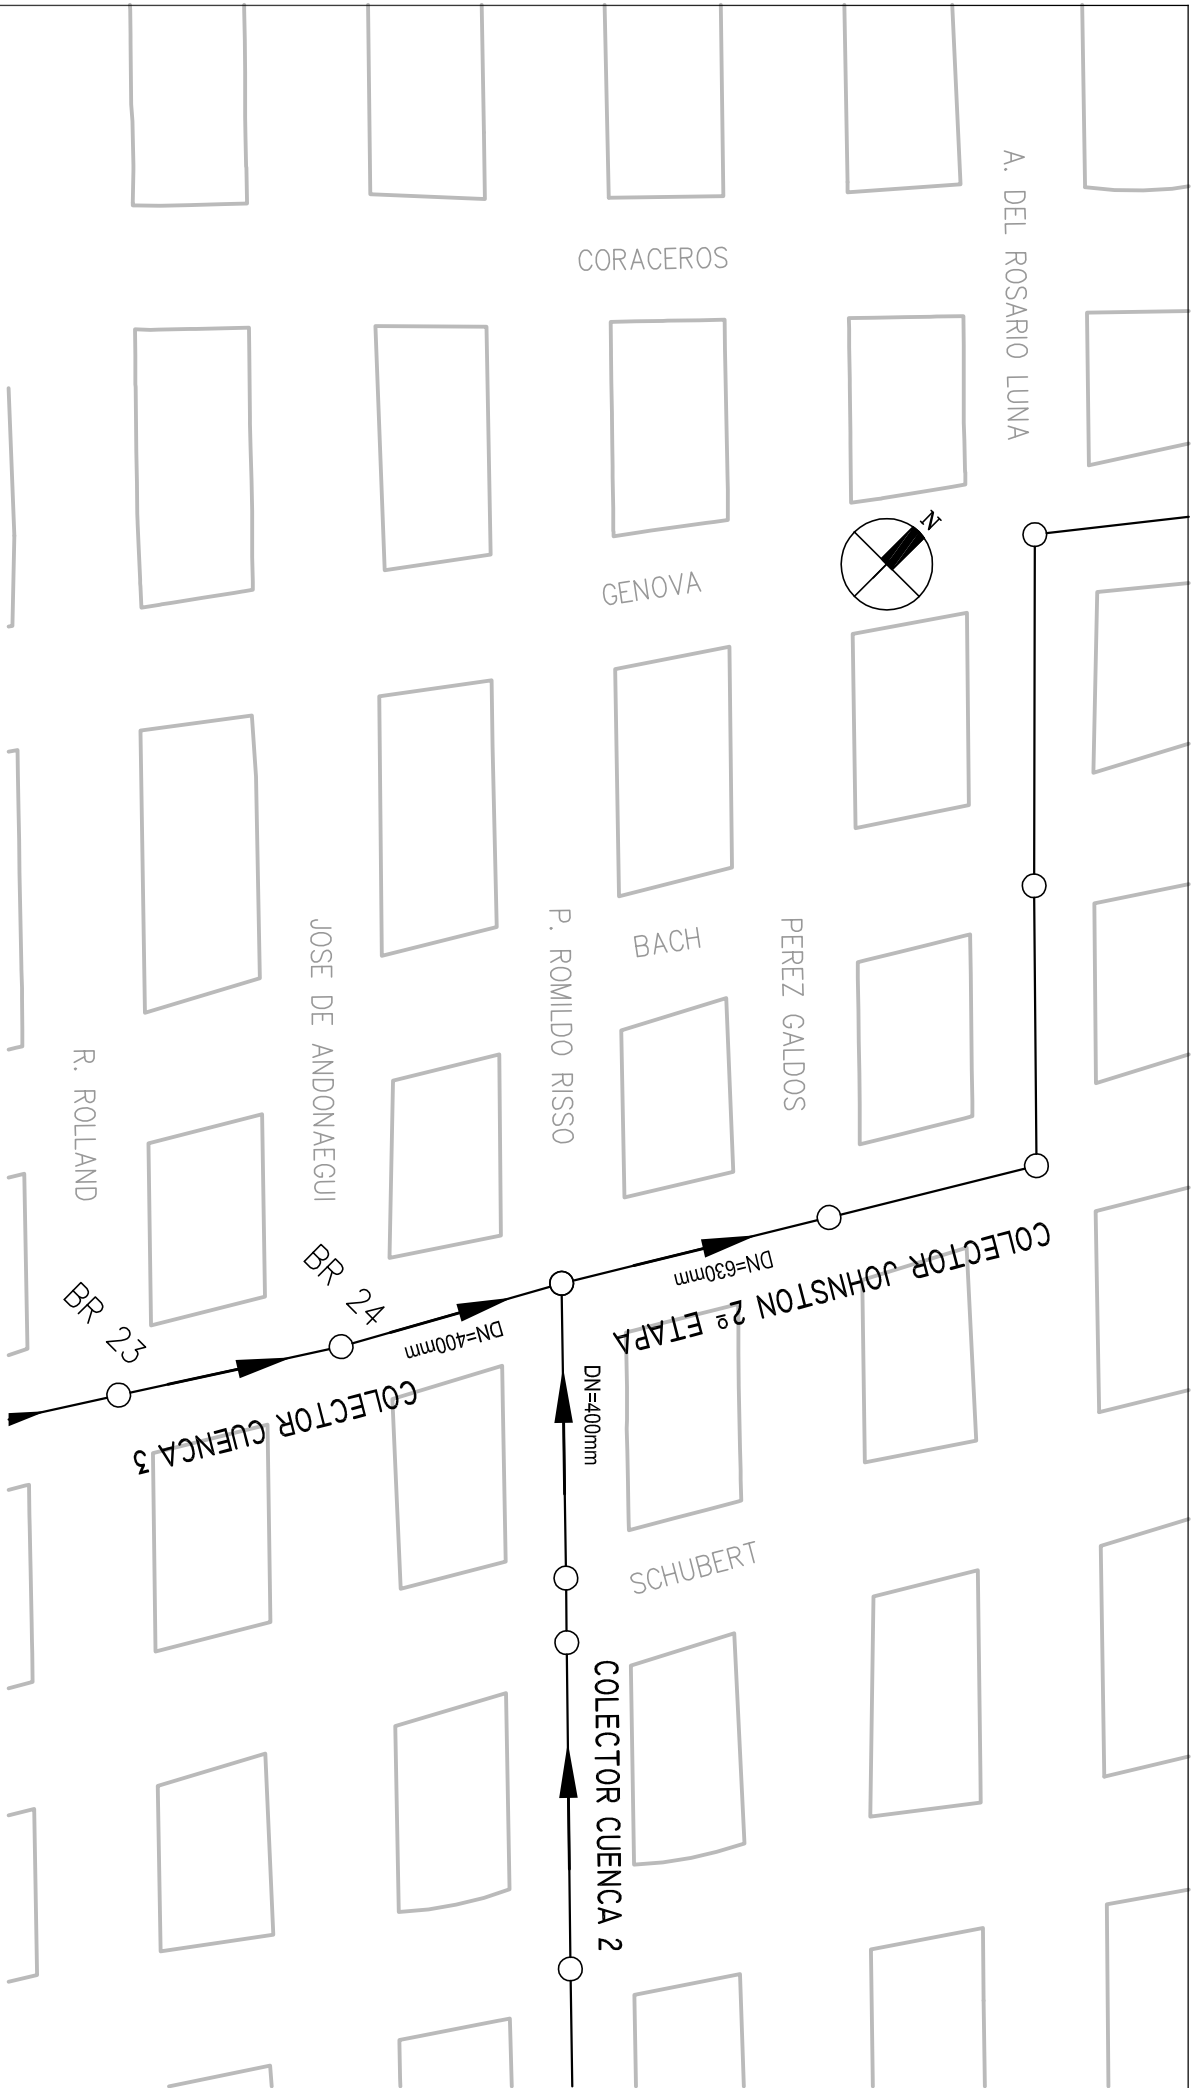 A. DEL ROSARIO LUNA
CORACEROS
N
GENOVA
JOSE DE ANDONAEGUI
P. ROMILDO RISSO
BACH
PEREZ GALDOS
R. ROLLAND
BR 24
BR 23
COLECTOR JOHNSTON 2º ETAPA
DN=630mm
DN=400mm
COLECTOR CUENCA 3
DN=400mm
SCHUBERT
COLECTOR CUENCA 2